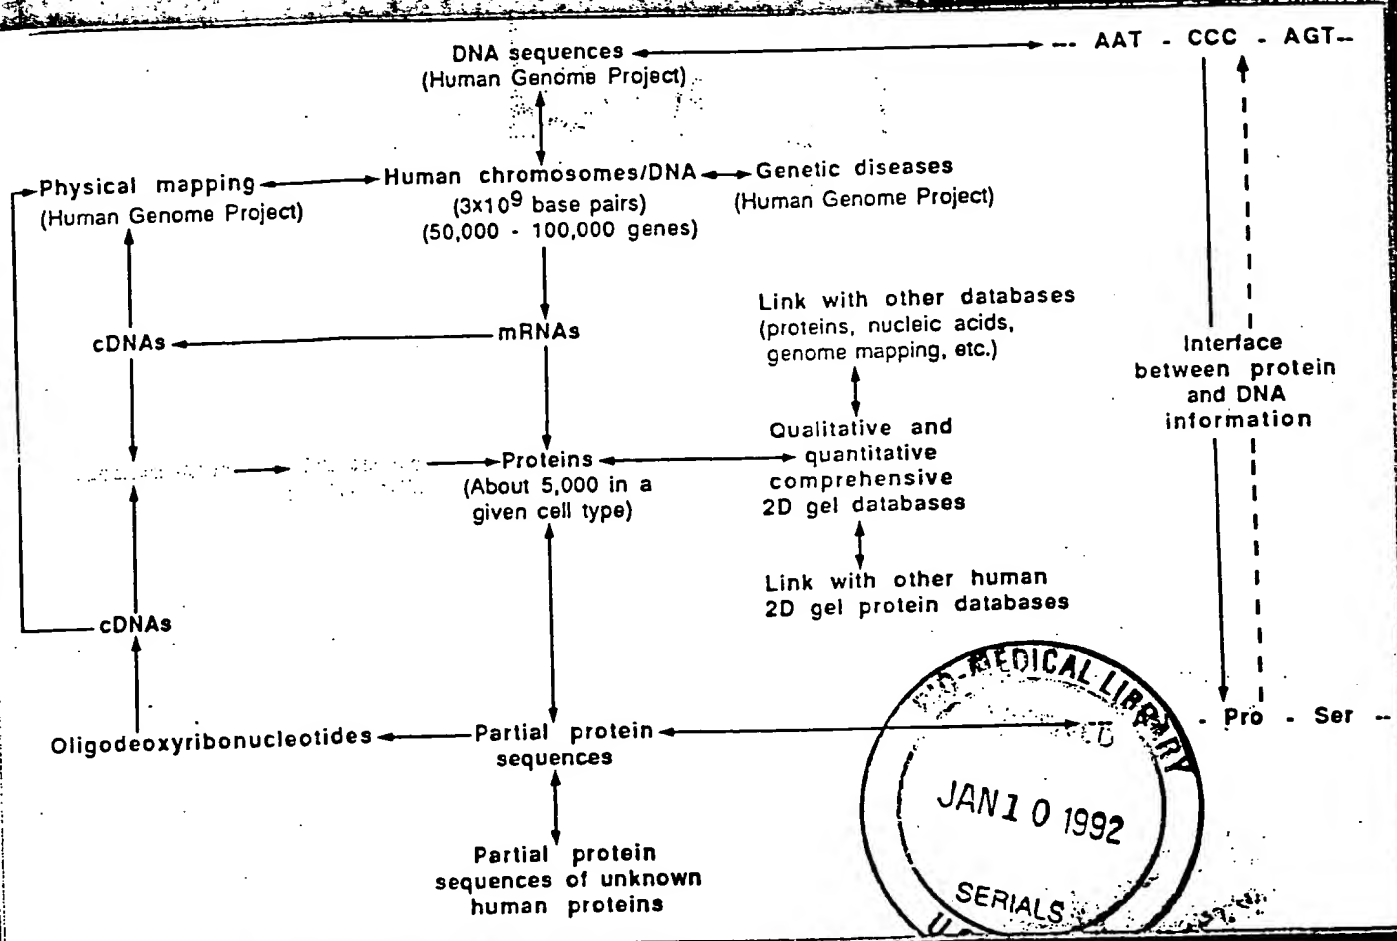 DNA sequences
(Human Genome Project)
--- AAT - CCC - AGT--
Physical mapping
(Human Genome Project)
Human chromosomes/DNA
(3x10⁹ base pairs)
(50,000 - 100,000 genes)
Genetic diseases
(Human Genome Project)
cDNAs
mRNAs
Link with other databases
(proteins, nucleic acids,
genome mapping, etc.)
Interface
between protein
and DNA
information
Proteins
(About 5,000 in a
given cell type)
Qualitative and
quantitative
comprehensive
2D gel databases
Link with other human
2D gel protein databases
cDNAs
Oligodeoxyribonucleotides
Partial protein
sequences
- Pro - Ser --
Partial protein
sequences of unknown
human proteins
MEDICAL LIBRARY
JAN 10 1992
SERIALS